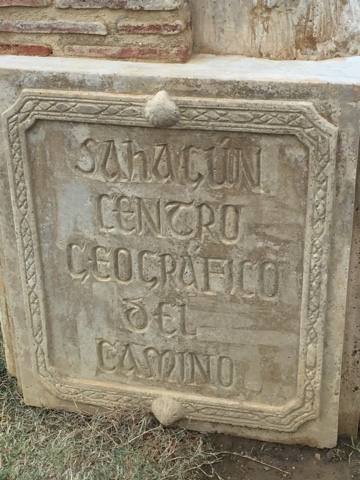 SAHAGÚN
CENTRO
GEOGRÁFICO
DEL
CAMINO